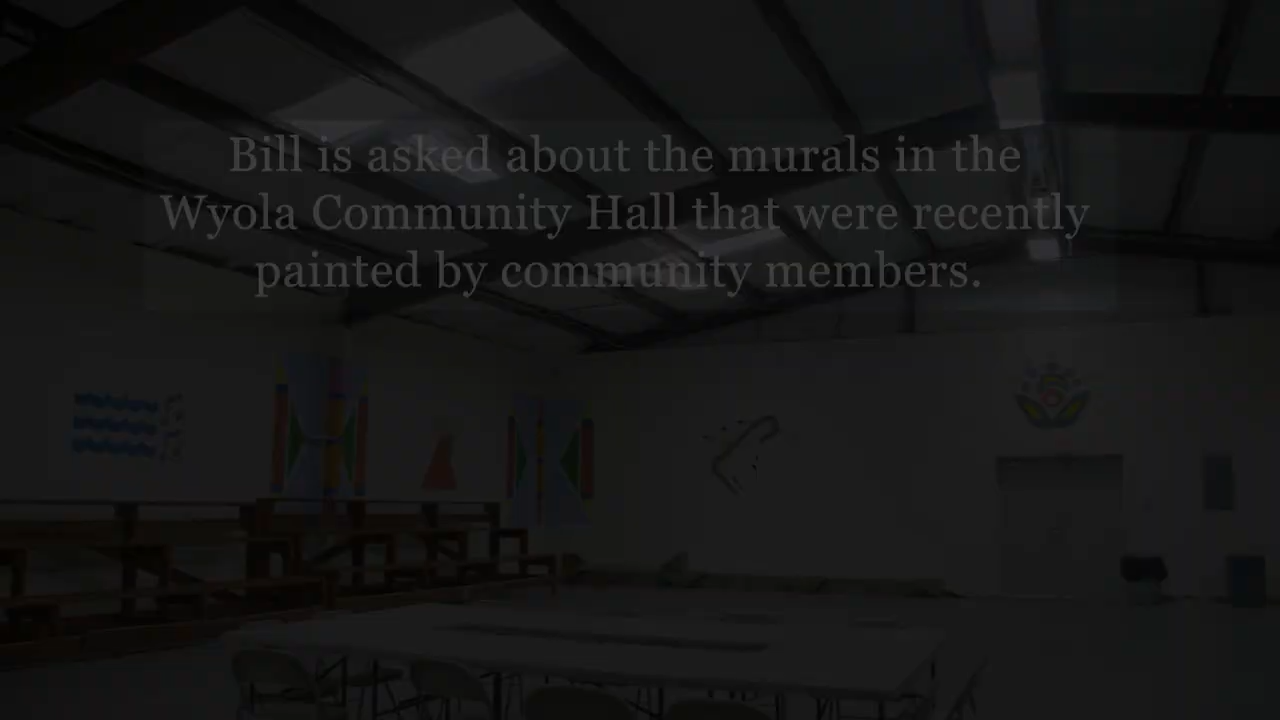 Bill is asked about the murals in the
Wyola Community Hall that were recently
painted by community members.